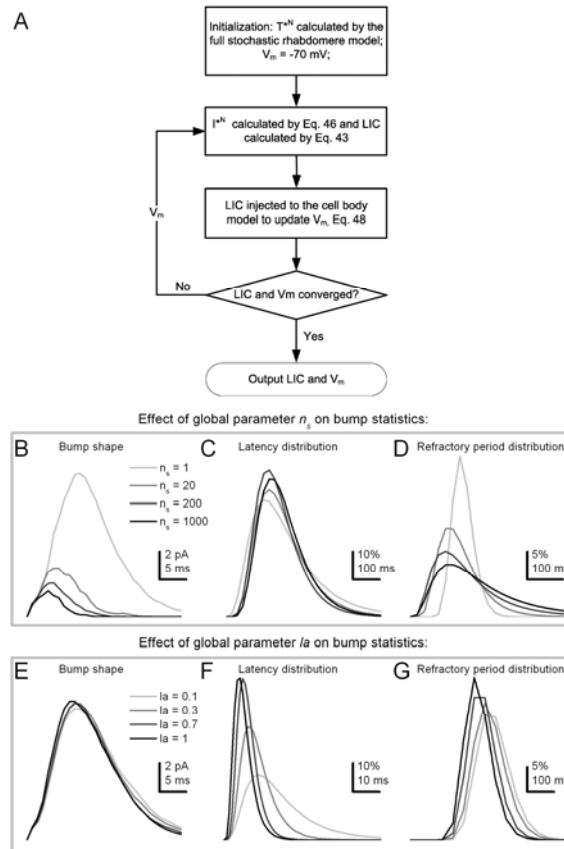 A
Initialization: T*N calculated by the
full stochastic rhabdomere model;
Vm = -70 mV;
I*N calculated by Eq. 46 and LIC
calculated by Eq. 43
Vm
LIC injected to the cell body
model to update Vm, Eq. 48
No
LIC and Vm converged?
Yes
Output LIC and Vm
Effect of global parameter ns on bump statistics:
B Bump shape
ns = 1
ns = 20
ns = 200
ns = 1000
2 pA
5 ms
C Latency distribution
10%
100 ms
D Refractory period distribution
5%
100 ms
Effect of global parameter la on bump statistics:
E Bump shape
la = 0.1
la = 0.3
la = 0.7
la = 1
2 pA
5 ms
F Latency distribution
10%
10 ms
G Refractory period distribution
5%
100 ms